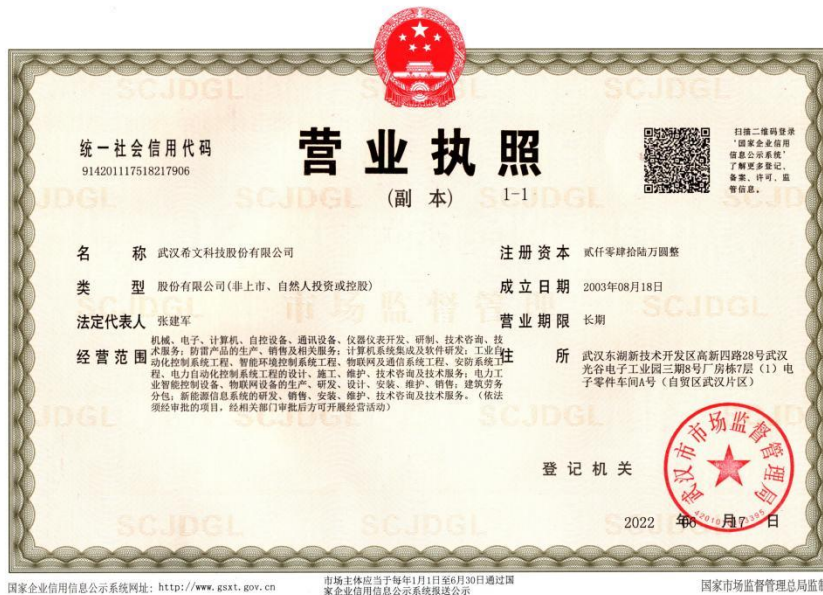 统一社会信用代码
914201117518217906
营业执照
(副 本) 1-1
扫描二维码登录
‘国家企业信用
信息公示系统’
了解更多登记、
备案、许可、监
管信息。
名 称 武汉希文科技股份有限公司
类 型 股份有限公司(非上市、自然人投资或控股)
法定代表人 张建军
经营范围 机械、电子、计算机、自控设备、通讯设备、仪器仪表开发、研制、技术咨询、技
术服务；防雷产品的生产、销售及相关服务；计算机系统集成及软件研发；工业自
动化控制系统工程、智能环境控制系统工程、物联网及通信系统工程、安防系统工
程、电力自动化控制系统工程的设计、施工、维护、技术咨询及技术服务；电力工
业智能控制设备、物联网设备的生产、研发、设计、安装、维护、销售；建筑劳务
分包；新能源信息系统的研发、销售、安装、维护、技术咨询及技术服务。（依法
须经审批的项目，经相关部门审批后方可开展经营活动）
注册资本 贰仟零肆拾陆万圆整
成立日期 2003年08月18日
营业期限 长期
住 所 武汉东湖新技术开发区高新四路28号武汉
光谷电子工业园三期8号厂房栋7层（1）电
子零件车间A号（自贸区武汉片区）
登记机关
武汉市市场监督管理局
2022 年06 月17 日
国家企业信用信息公示系统网址：http://www.gsxt.gov.cn
市场主体应当于每年1月1日至6月30日通过国
家企业信用信息公示系统报送公示
国家市场监督管理总局监制
SCJDGL
市场监督管理